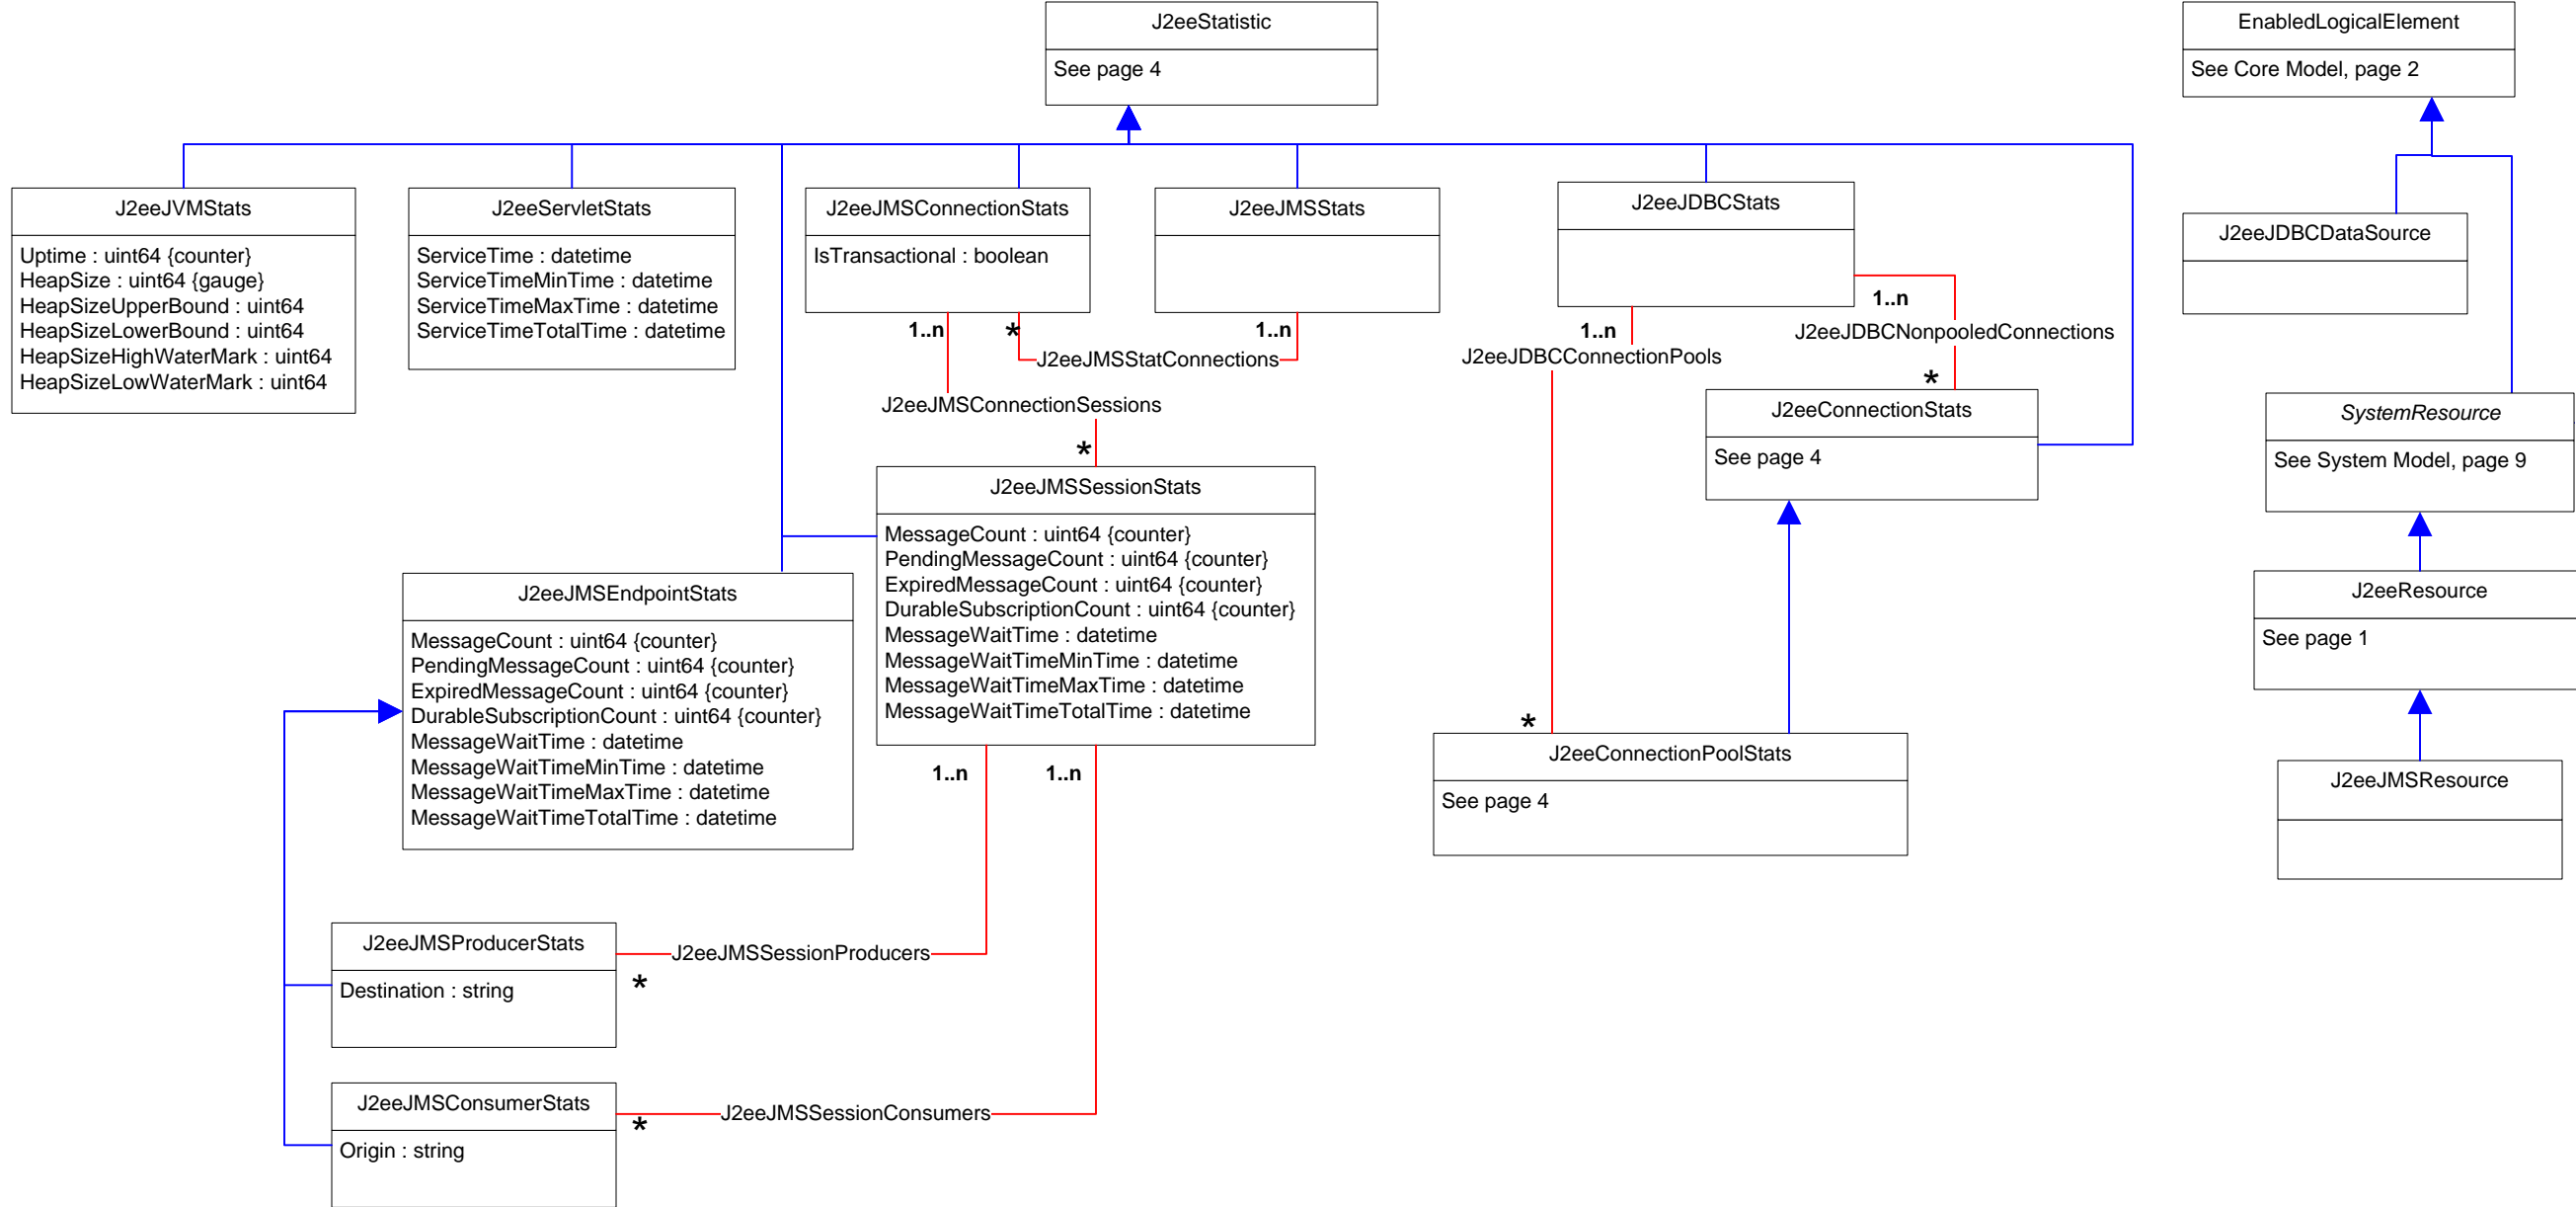 J2eeStatistic
See page 4
EnabledLogicalElement
See Core Model, page 2
J2eeJVMStats
Uptime : uint64 {counter}
HeapSize : uint64 {gauge}
HeapSizeUpperBound : uint64
HeapSizeLowerBound : uint64
HeapSizeHighWaterMark : uint64
HeapSizeLowWaterMark : uint64
J2eeServletStats
ServiceTime : datetime
ServiceTimeMinTime : datetime
ServiceTimeMaxTime : datetime
ServiceTimeTotalTime : datetime
J2eeJMSConnectionStats
IsTransactional : boolean
J2eeJMSStats
J2eeJDBCStats
J2eeJDBCDataSource
1..n
*
1..n
J2eeJMSStatConnections
1..n
J2eeJDBCConnectionPools
1..n
J2eeJDBCNonpooledConnections
*
J2eeJMSConnectionSessions
*
J2eeConnectionStats
See page 4
SystemResource
See System Model, page 9
J2eeJMSSessionStats
MessageCount : uint64 {counter}
PendingMessageCount : uint64 {counter}
ExpiredMessageCount : uint64 {counter}
DurableSubscriptionCount : uint64 {counter}
MessageWaitTime : datetime
MessageWaitTimeMinTime : datetime
MessageWaitTimeMaxTime : datetime
MessageWaitTimeTotalTime : datetime
J2eeJMSEndpointStats
MessageCount : uint64 {counter}
PendingMessageCount : uint64 {counter}
ExpiredMessageCount : uint64 {counter}
DurableSubscriptionCount : uint64 {counter}
MessageWaitTime : datetime
MessageWaitTimeMinTime : datetime
MessageWaitTimeMaxTime : datetime
MessageWaitTimeTotalTime : datetime
J2eeResource
See page 1
*
J2eeConnectionPoolStats
See page 4
J2eeJMSResource
1..n
1..n
J2eeJMSProducerStats
Destination : string
J2eeJMSSessionProducers
*
J2eeJMSConsumerStats
Origin : string
J2eeJMSSessionConsumers
*